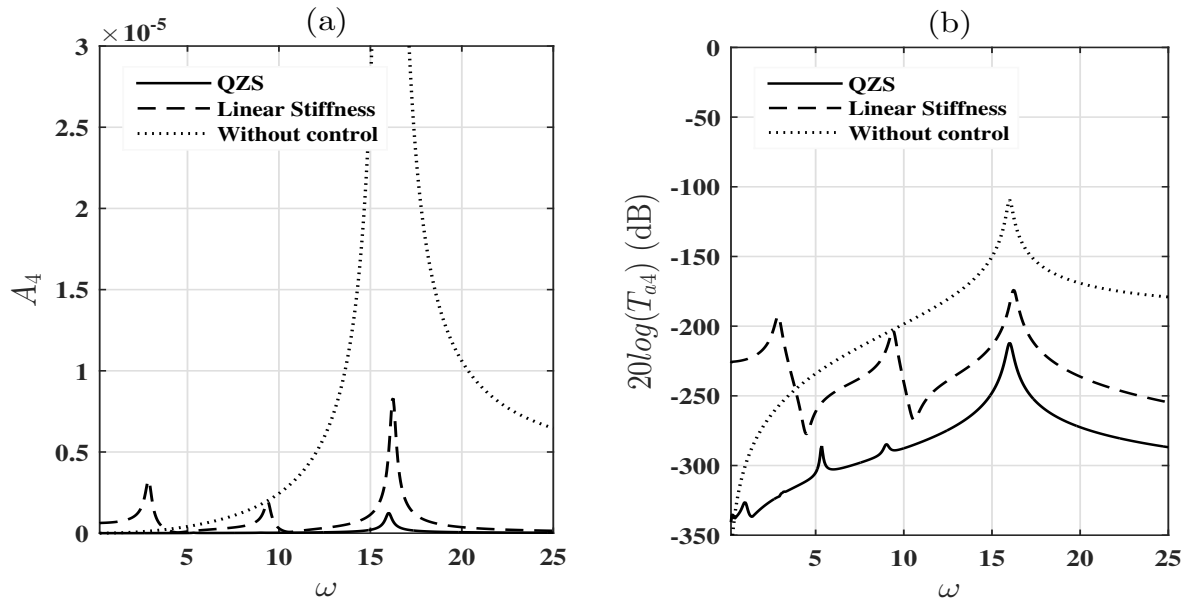 (a)
×10⁻⁵
3
2.5
2
1.5
1
0.5
0
A₄
5
10
15
20
25
ω
QZS
Linear Stiffness
Without control
(b)
0
-50
-100
-150
-200
-250
-300
-350
20log(Tₐ₄) (dB)
5
10
15
20
25
ω
QZS
Linear Stiffness
Without control